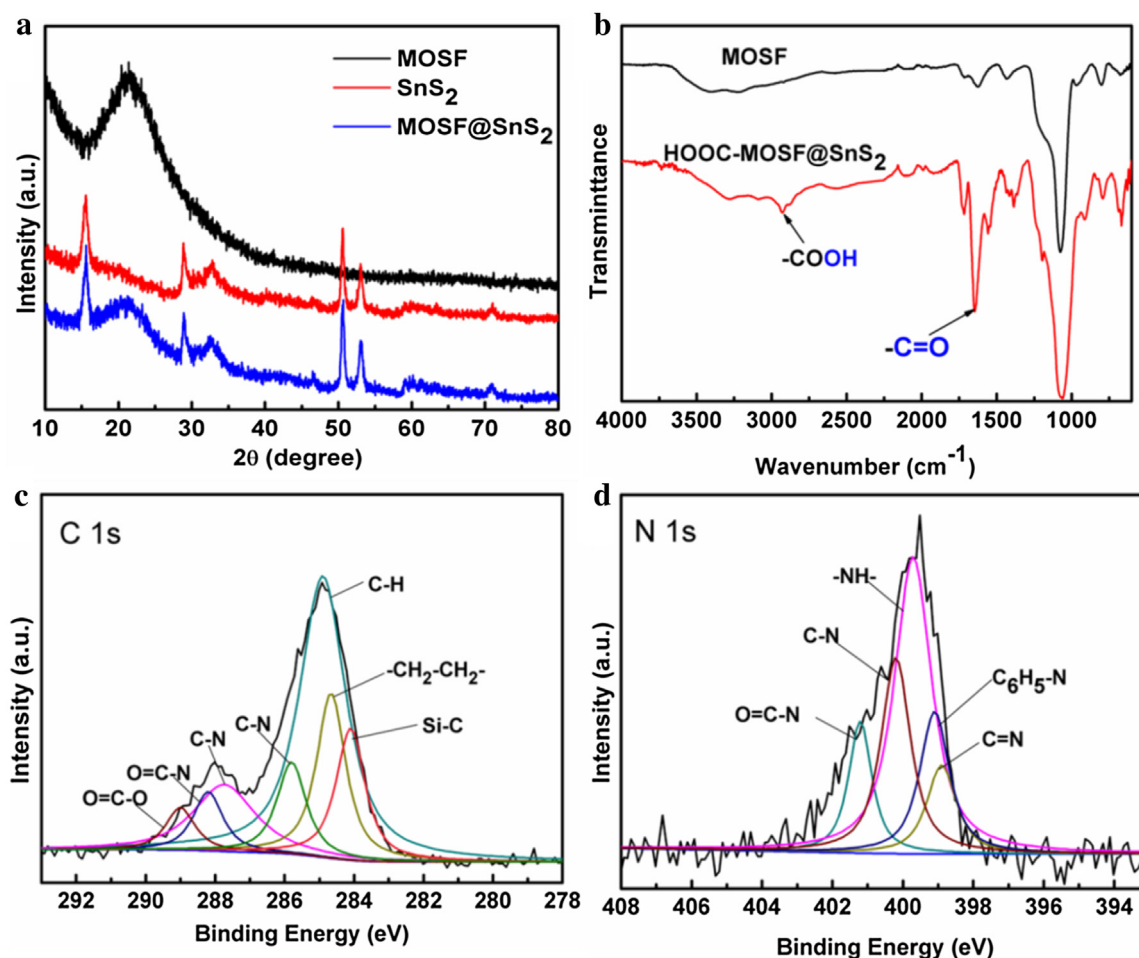 a
MOSF
SnS2
MOSF@SnS2
Intensity (a.u.)
10 20 30 40 50 60 70 80
2θ (degree)
b
MOSF
HOOC-MOSF@SnS2
-COOH
-C=O
Transmittance
4000 3500 3000 2500 2000 1500 1000
Wavenumber (cm-1)
c
C 1s
C-H
-CH2-CH2-
Si-C
C-N
C-N
O=C-N
O=C-O
Intensity (a.u.)
292 290 288 286 284 282 280 278
Binding Energy (eV)
d
N 1s
-NH-
C-N
O=C-N
C6H5-N
C=N
Intensity (a.u.)
408 406 404 402 400 398 396 394
Binding Energy (eV)